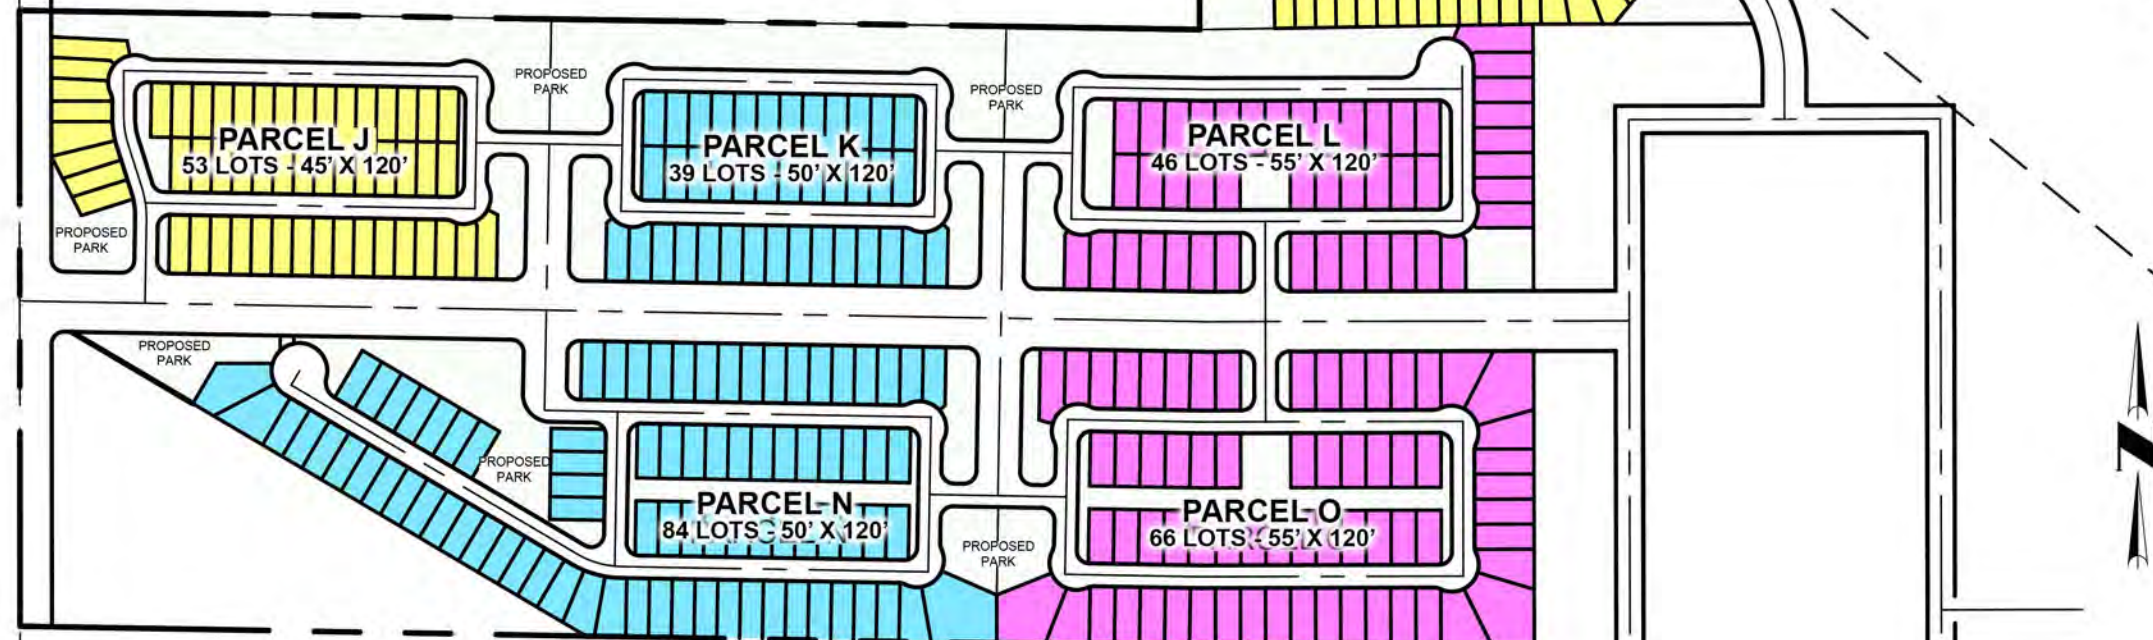 PROPOSED
PARK
PROPOSED
PARK
PARCEL J
53 LOTS - 45' X 120'
PARCEL K
39 LOTS - 50' X 120'
PARCEL L
46 LOTS - 55' X 120'
PROPOSED
PARK
PROPOSED
PARK
PROPOSED
PARK
PARCEL N
84 LOTS - 50' X 120'
PARCEL O
66 LOTS - 55' X 120'
PROPOSED
PARK
N